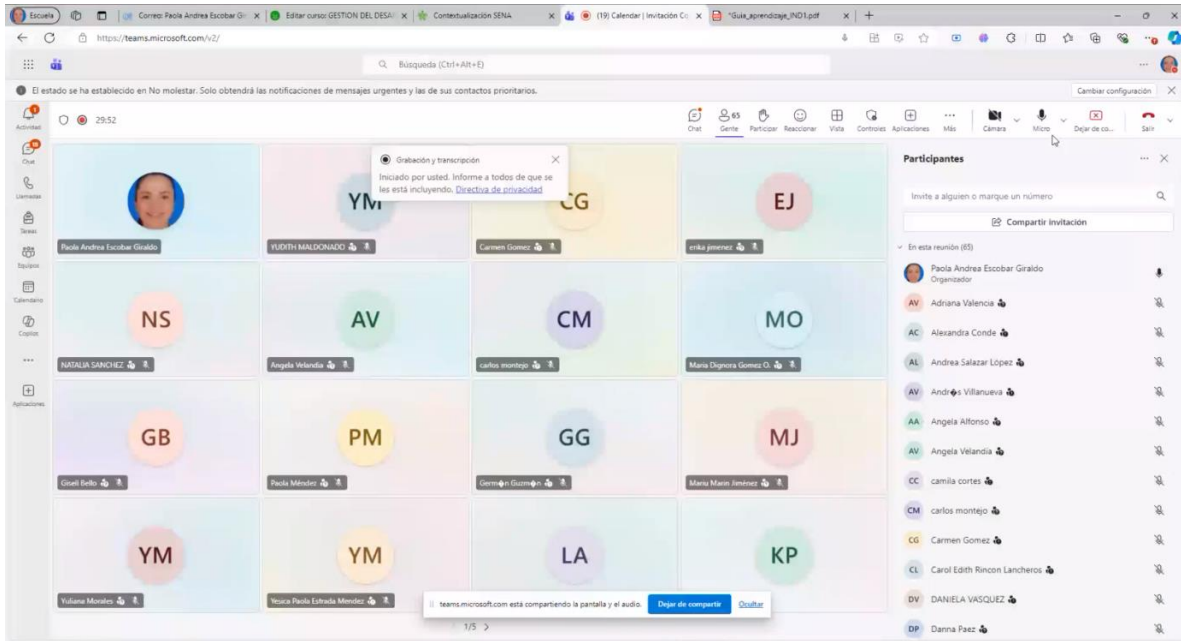 Escuela
Correo: Paola Andrea Escobar Gi
Editar curso: GESTION DEL DESA
Contextualización SENA
(19) Calendar | Invitación Co
"Guia_aprendizaje_IND1.pdf
https://teams.microsoft.com/v2/
Búsqueda (Ctrl+Alt+E)
El estado se ha establecido en No molestar. Solo obtendrá las notificaciones de mensajes urgentes y las de sus contactos prioritarios.
Cambiar configuración
Actividad
Chat
Llamadas
Tareas
Equipos
Calendario
Copilot
Aplicaciones
29:52
Chat
65
Gente
Participar
Reaccionar
Vista
Controles
Aplicaciones
Más
Cámara
Micro
Dejar de co...
Salir
Grabación y transcripción
Iniciado por usted. Informe a todos de que se
les está incluyendo. Directiva de privacidad
YM
CG
EJ
Paola Andrea Escobar Giraldo
YUDITH MALDONADO
Carmen Gomez
erika jimenez
NS
AV
CM
MO
NATALIA SANCHEZ
Angela Velandia
carlos montejo
Maria Dignora Gomez O.
GB
PM
GG
MJ
Gisell Bello
Paola Méndez
Germ�n Guzm�n
Mariu Marin Jiménez
YM
YM
LA
KP
Yuliana Morales
Yesica Paola Estrada Mendez
teams.microsoft.com está compartiendo la pantalla y el audio.
Dejar de compartir
Ocultar
1/5
Participantes
Invite a alguien o marque un número
Compartir invitación
En esta reunión (65)
Paola Andrea Escobar Giraldo
Organizador
AV Adriana Valencia
AC Alexandra Conde
AL Andrea Salazar López
AV Andr�s Villanueva
AA Angela Alfonso
AV Angela Velandia
CC camila cortes
CM carlos montejo
CG Carmen Gomez
CL Carol Edith Rincon Lancheros
DV DANIELA VASQUEZ
DP Danna Paez